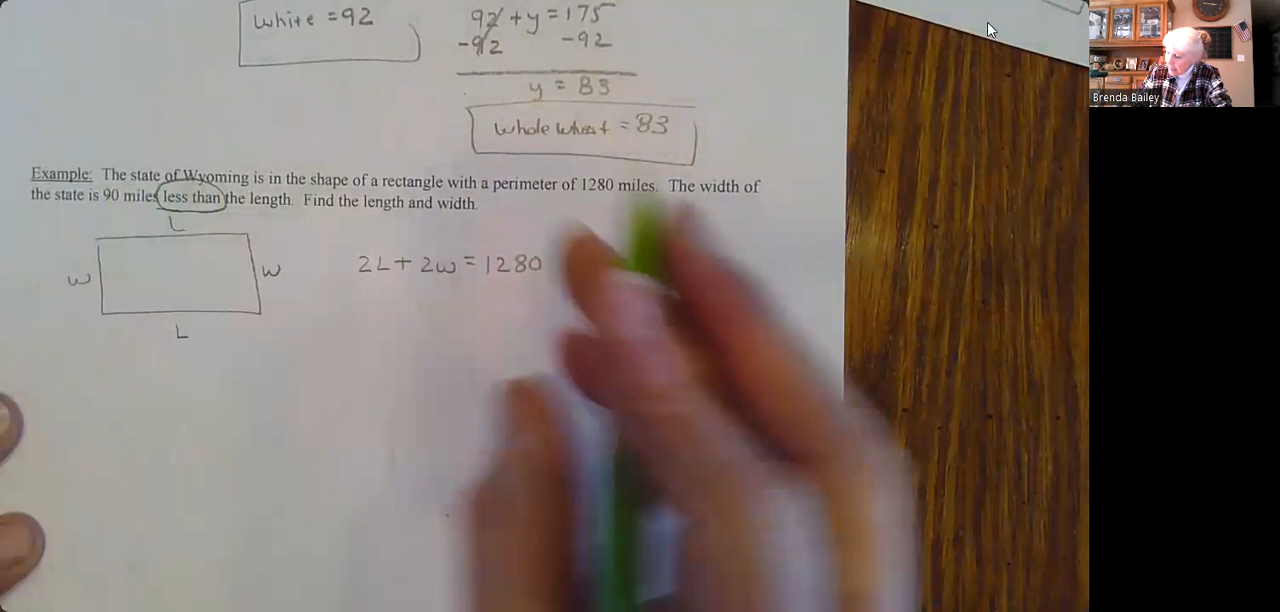 White = 92
92 + y = 175
-92 -92
y = 83
Whole wheat = 83
Example: The state of Wyoming is in the shape of a rectangle with a perimeter of 1280 miles. The width of
the state is 90 miles less than the length. Find the length and width.
L
W W
2L + 2W = 1280
L
Brenda Bailey